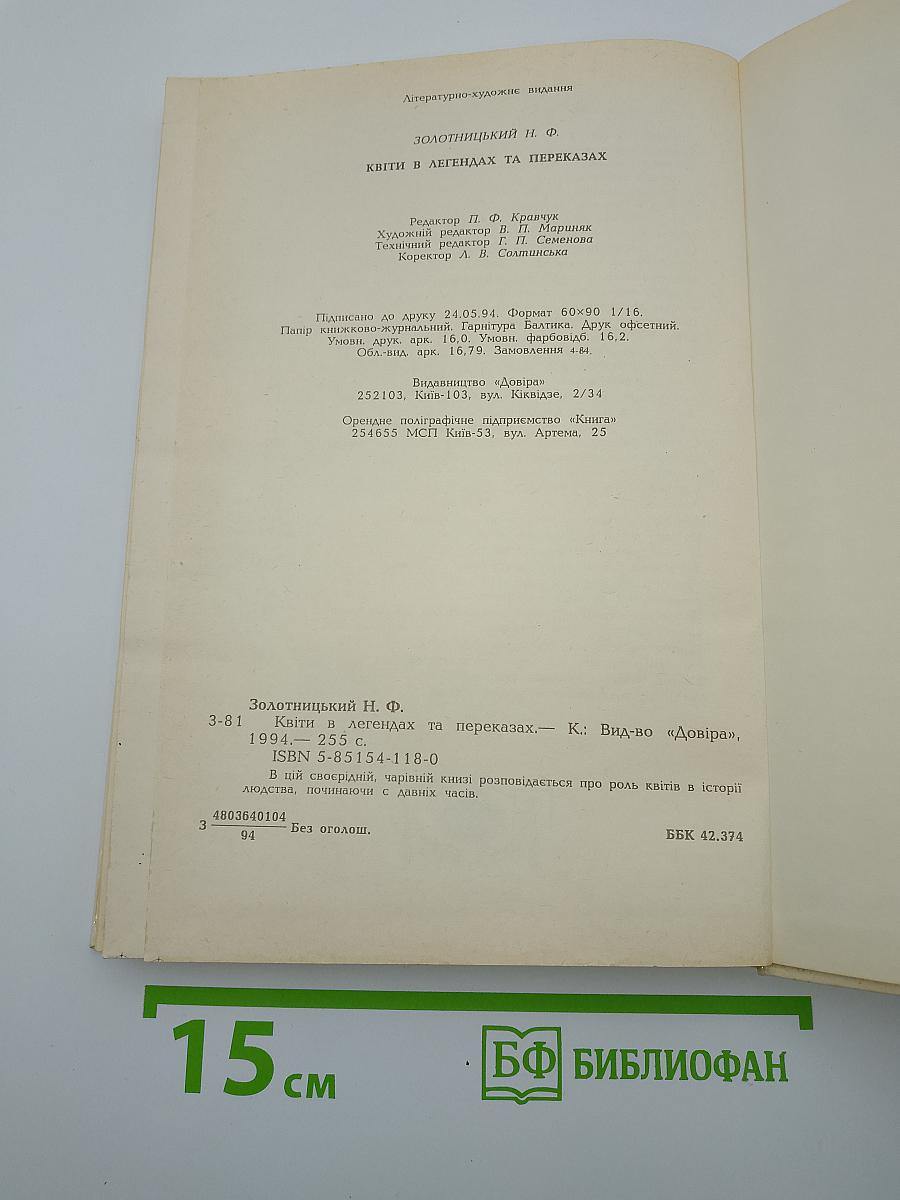 Літературно-художнє видання
ЗОЛОТНИЦЬКИЙ Н. Ф.
КВІТИ В ЛЕГЕНДАХ ТА ПЕРЕКАЗАХ
Редактор П. Ф. Кравчук
Художній редактор В. П. Мариняк
Технічний редактор Г. П. Семенова
Коректор Л. В. Солтинська
Підписано до друку 24.05.94. Формат 60×90 1/16.
Папір книжково-журнальний. Гарнітура Балтика. Друк офсетний.
Умовн. друк. арк. 16,0. Умовн. фарбовідб. 16,2.
Обл.-вид. арк. 16,79. Замовлення 4-84.
Видавництво «Довіра»
252103, Київ-103, вул. Кіквідзе, 2/34
Орендне поліграфічне підприємство «Книга»
254655 МСП Київ-53, вул. Артема, 25
Золотницький Н. Ф.
З-81 Квіти в легендах та переказах.— К.: Вид-во «Довіра»,
1994.— 255 с.
ISBN 5-85154-118-0
В цій своєрідній, чарівній книзі розповідається про роль квітів в історії
людства, починаючи с давніх часів.
З 4803640104
94 Без оголош.
ББК 42.374
15 см
БФ БИБЛИОФАН